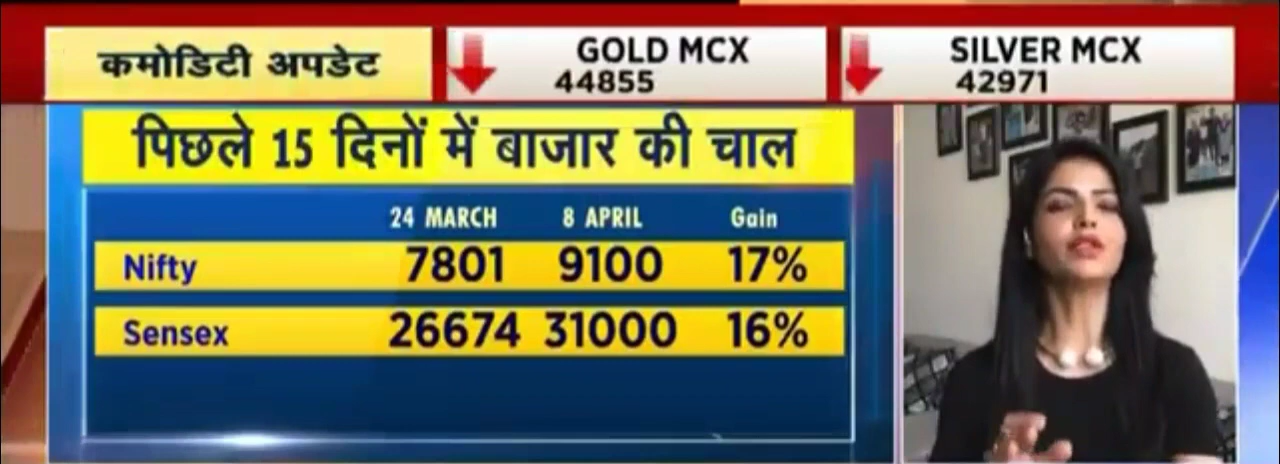 कमोडिटी अपडेट
GOLD MCX
44855
SILVER MCX
42971
पिछले 15 दिनों में बाजार की चाल
24 MARCH 8 APRIL Gain
Nifty 7801 9100 17%
Sensex 26674 31000 16%